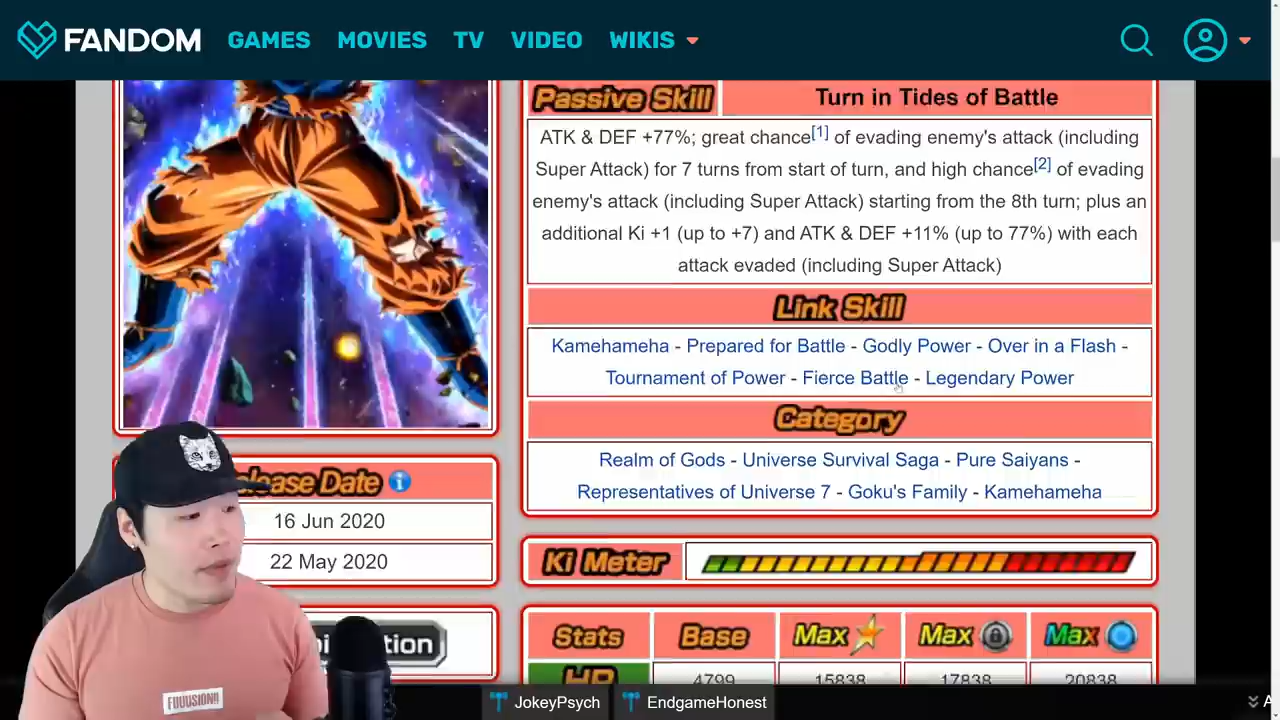 FANDOM GAMES MOVIES TV VIDEO WIKIS
Passive Skill Turn in Tides of Battle
ATK & DEF +77%; great chance[1] of evading enemy's attack (including
Super Attack) for 7 turns from start of turn, and high chance[2] of evading
enemy's attack (including Super Attack) starting from the 8th turn; plus an
additional Ki +1 (up to +7) and ATK & DEF +11% (up to 77%) with each
attack evaded (including Super Attack)
Link Skill
Kamehameha - Prepared for Battle - Godly Power - Over in a Flash -
Tournament of Power - Fierce Battle - Legendary Power
Category
Realm of Gods - Universe Survival Saga - Pure Saiyans -
Representatives of Universe 7 - Goku's Family - Kamehameha
Date
16 Jun 2020
22 May 2020
Ki Meter
Stats Base Max Max Max
HP 4799 15838 17838 20838
FUUUSION!!
JokeyPsych EndgameHonest